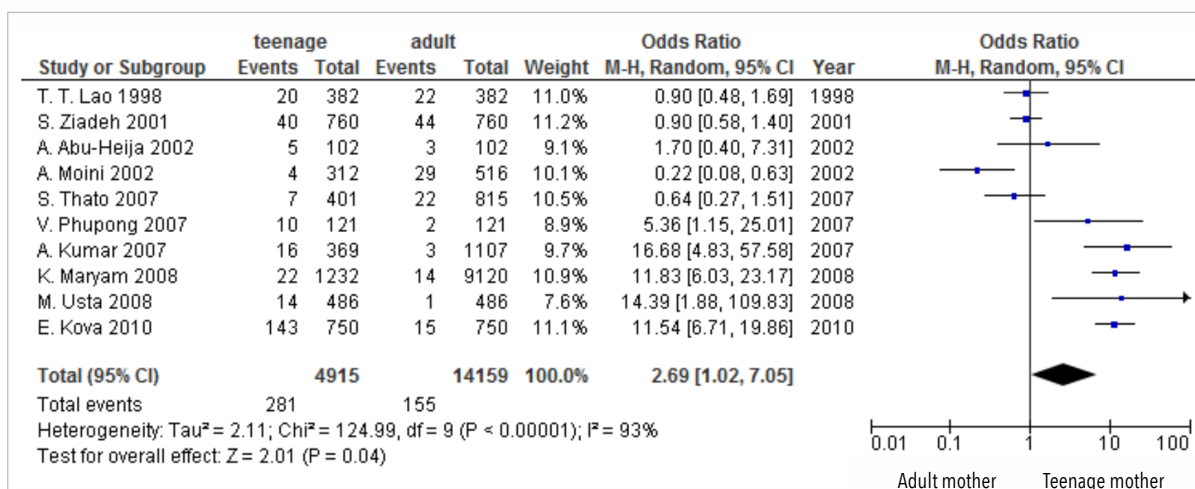 teenage adult Odds Ratio Odds Ratio
Study or Subgroup Events Total Events Total Weight M-H, Random, 95% CI Year M-H, Random, 95% CI
T. T. Lao 1998 20 382 22 382 11.0% 0.90 [0.48, 1.69] 1998
S. Ziadeh 2001 40 760 44 760 11.2% 0.90 [0.58, 1.40] 2001
A. Abu-Heija 2002 5 102 3 102 9.1% 1.70 [0.40, 7.31] 2002
A. Moini 2002 4 312 29 516 10.1% 0.22 [0.08, 0.63] 2002
S. Thato 2007 7 401 22 815 10.5% 0.64 [0.27, 1.51] 2007
V. Phupong 2007 10 121 2 121 8.9% 5.36 [1.15, 25.01] 2007
A. Kumar 2007 16 369 3 1107 9.7% 16.68 [4.83, 57.58] 2007
K. Maryam 2008 22 1232 14 9120 10.9% 11.83 [6.03, 23.17] 2008
M. Usta 2008 14 486 1 486 7.6% 14.39 [1.88, 109.83] 2008
E. Kova 2010 143 750 15 750 11.1% 11.54 [6.71, 19.86] 2010
Total (95% CI) 4915 14159 100.0% 2.69 [1.02, 7.05]
Total events 281 155
Heterogeneity: Tau² = 2.11; Chi² = 124.99, df = 9 (P < 0.00001); I² = 93%
Test for overall effect: Z = 2.01 (P = 0.04)
0.01 0.1 1 10 100
Adult mother Teenage mother